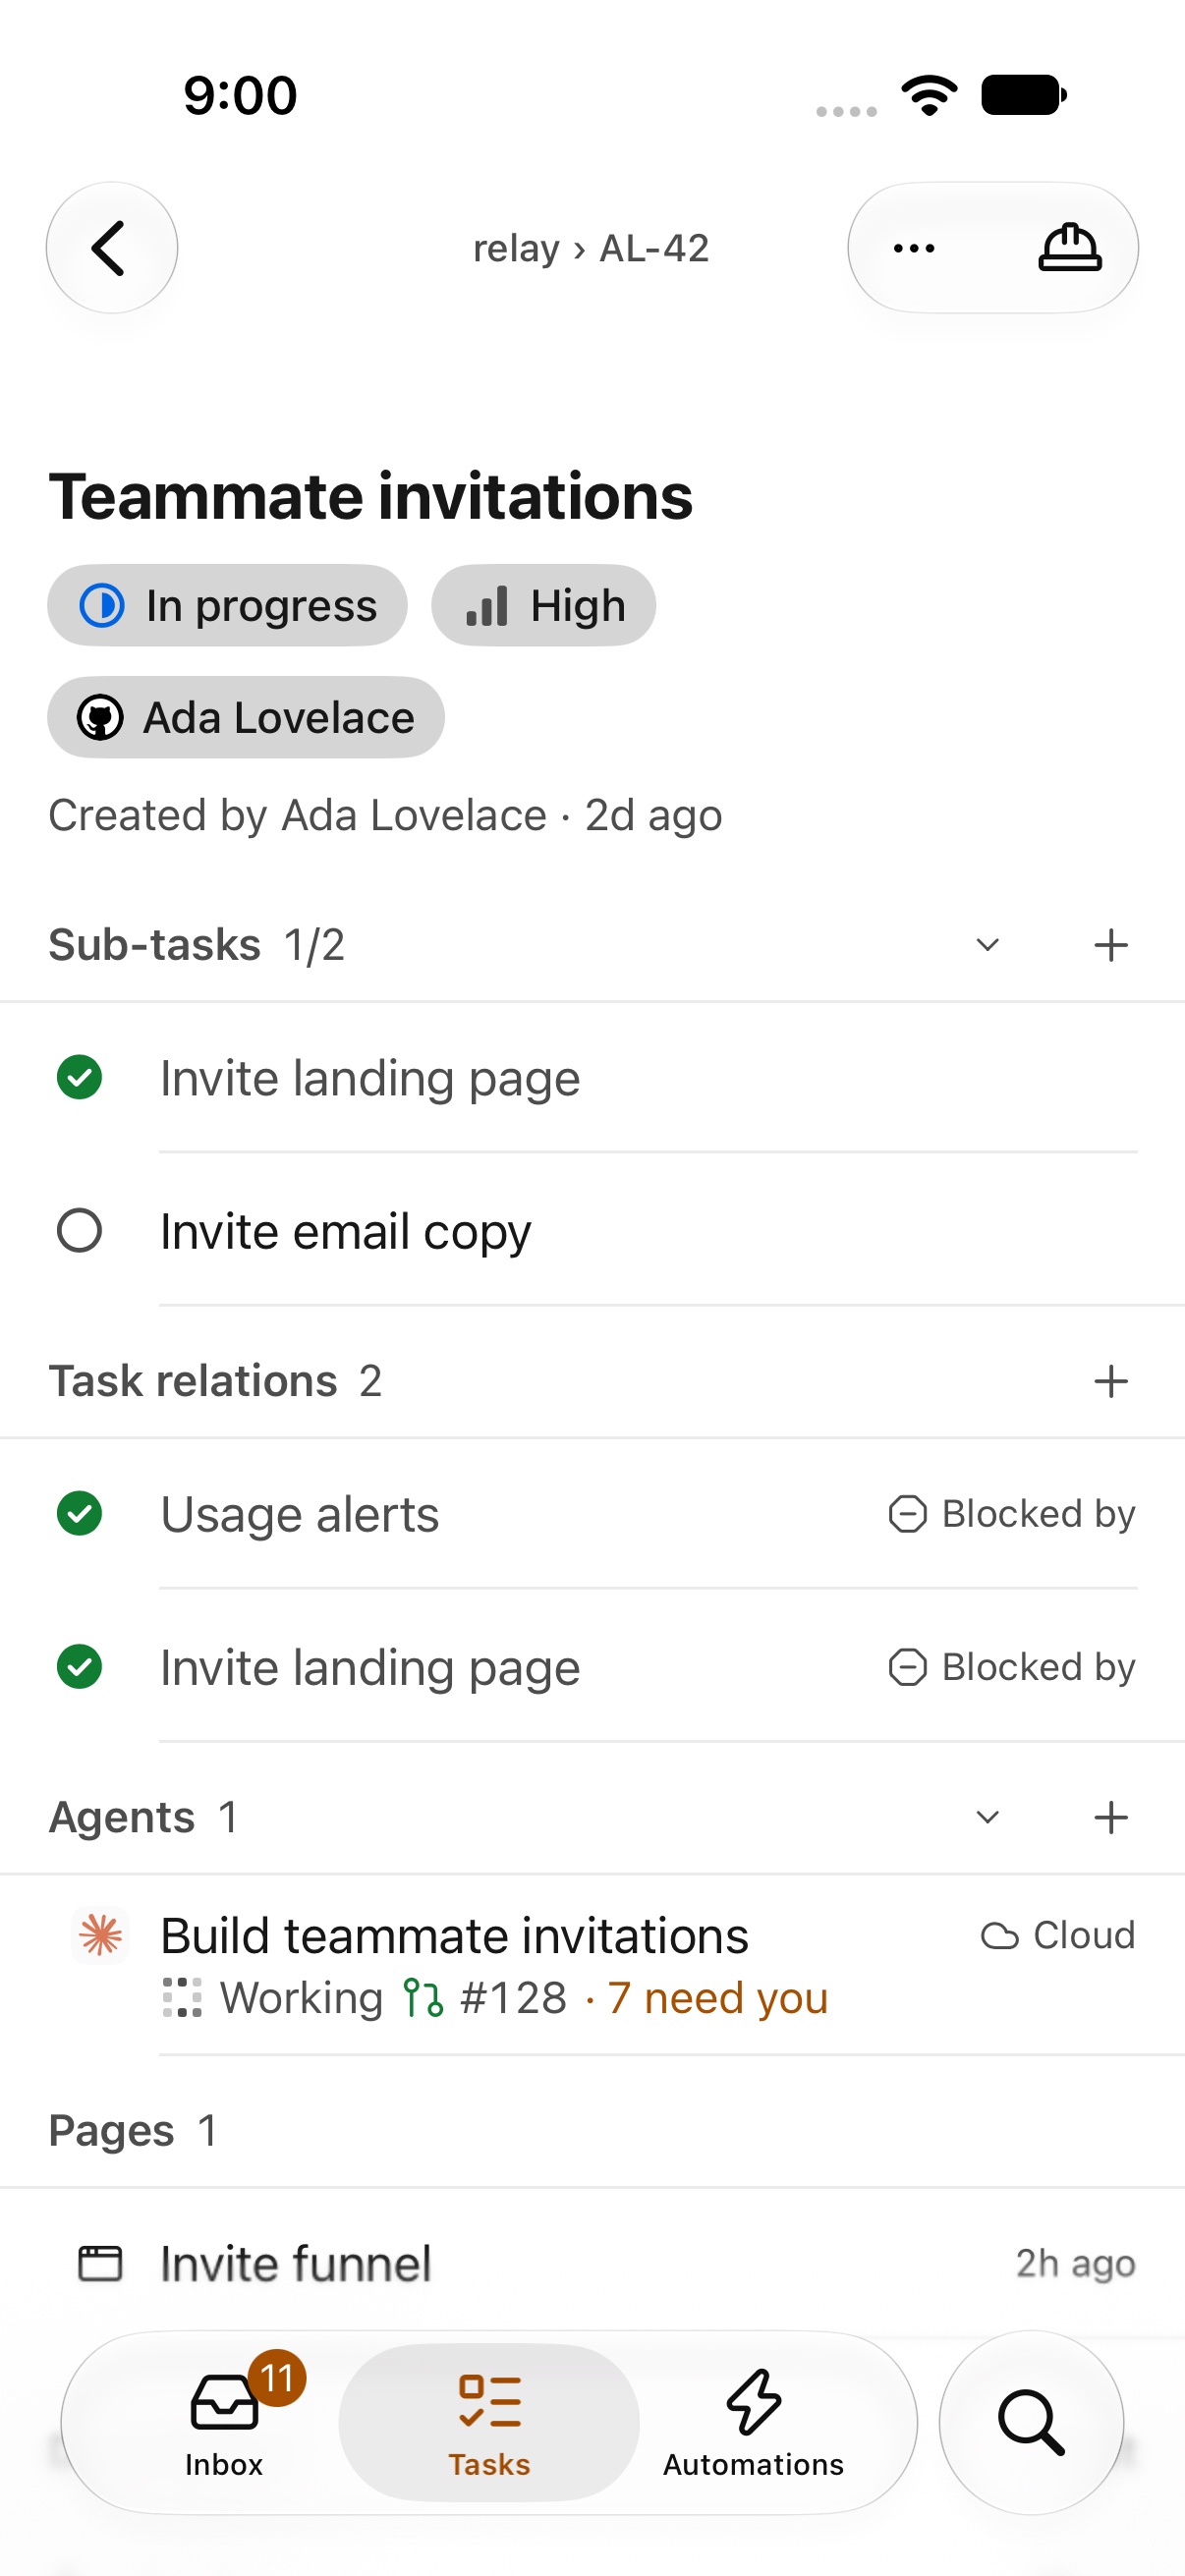 9:00
relay › AL-42
Teammate invitations
In progress
High
Ada Lovelace
Created by Ada Lovelace · 2d ago
Sub-tasks 1/2
Invite landing page
Invite email copy
Task relations 2
Usage alerts
Blocked by
Invite landing page
Blocked by
Agents 1
Build teammate invitations
Cloud
Working #128 · 7 need you
Pages 1
Invite funnel
2h ago
11
Inbox
Tasks
Automations